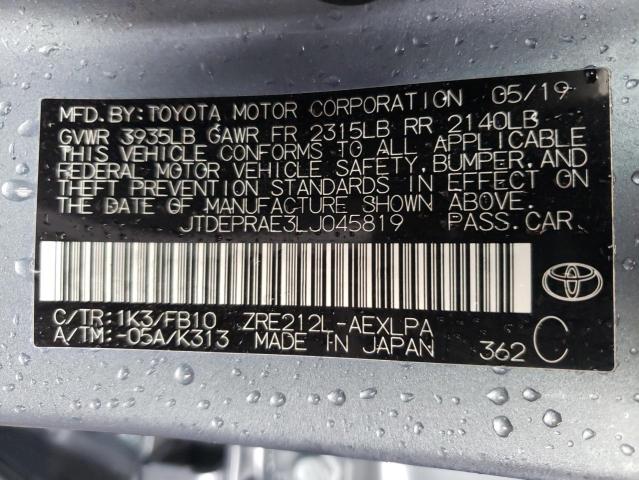 MFD.BY:TOYOTA MOTOR CORPORATION 05/19
GVWR 3935LB GAWR FR 2315LB RR 2140LB
THIS VEHICLE CONFORMS TO ALL APPLICABLE
FEDERAL MOTOR VEHICLE SAFETY,BUMPER,AND
THEFT PREVENTION STANDARDS IN EFFECT ON
THE DATE OF MANUFACTURE SHOWN ABOVE.
JTDEPRAE3LJ045819 PASS.CAR
C/TR:1K3/FB10 ZRE212L-AEXLPA
A/TM:-05A/K313 MADE IN JAPAN 362 C